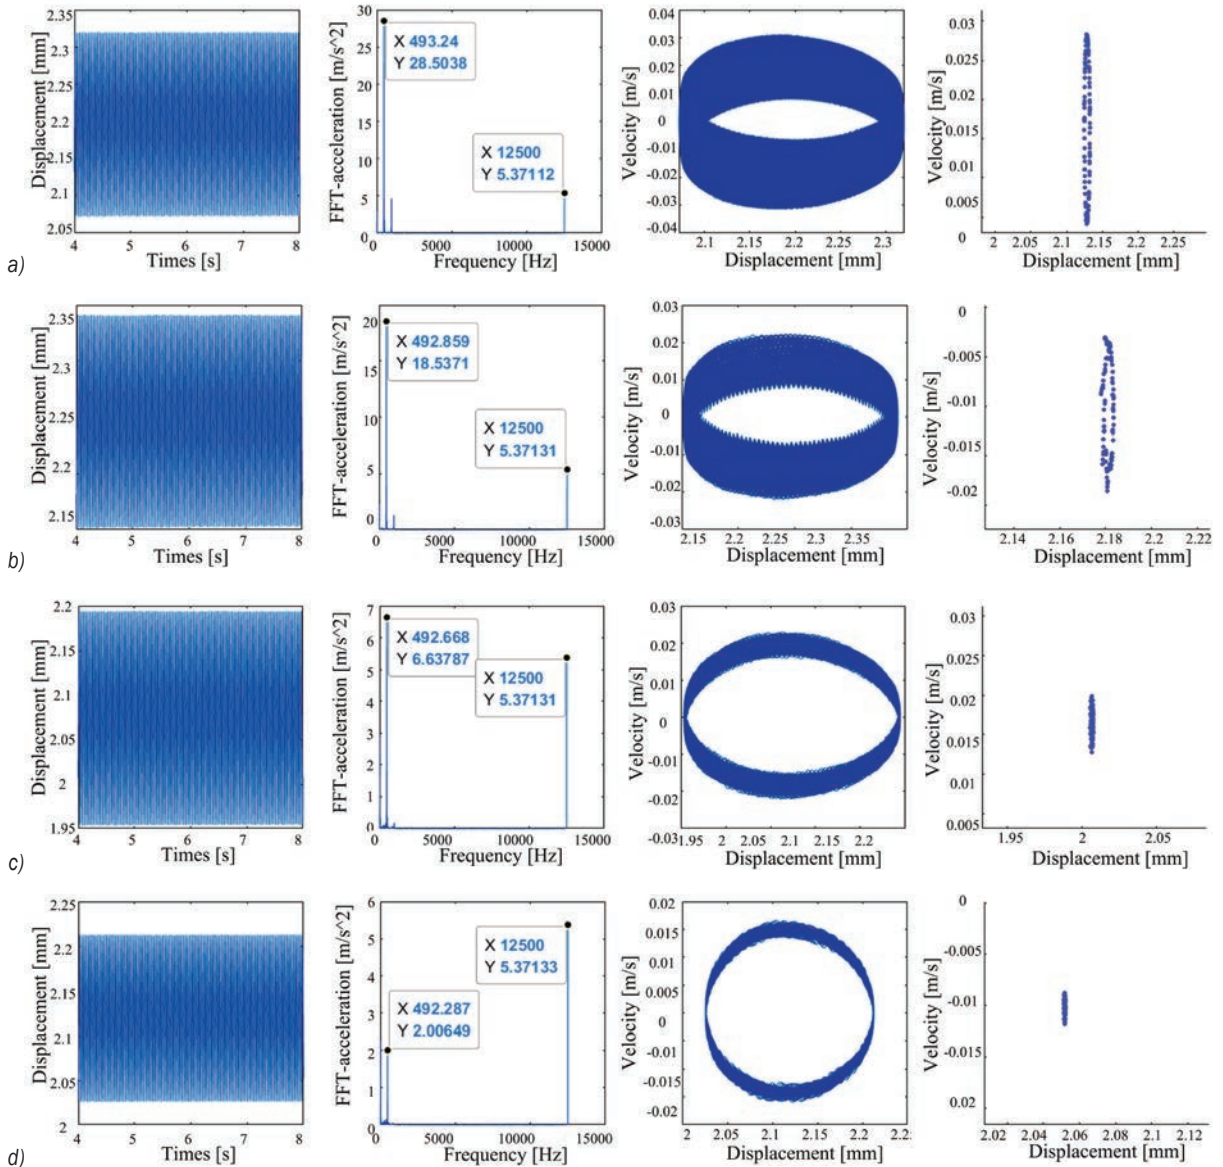 Displacement [mm]
2.35
2.3
2.25
2.2
2.15
2.1
2.05
4 5 6 7 8
Times [s]
FFT-acceleration [m/s^2]
30
25
20
15
10
5
0
X 493.24
Y 28.5038
X 12500
Y 5.37112
0 5000 10000 15000
Frequency [Hz]
Velocity [m/s]
0.04
0.03
0.02
0.01
0
-0.01
-0.02
-0.03
-0.04
2.1 2.2 2.3
Displacement [mm]
Velocity [m/s]
0.03
0.03
0.02
0.02
0.01
0.01
0.005
0
2 2.05 2.1 2.15 2.2 2.25
Displacement [mm]
a)
Displacement [mm]
2.35
2.3
2.25
2.2
2.15
4 5 6 7 8
Times [s]
FFT-acceleration [m/s^2]
20
15
10
5
0
X 492.859
Y 18.5371
X 12500
Y 5.37131
0 5000 10000 15000
Frequency [Hz]
Velocity [m/s]
0.03
0.02
0.01
0
-0.01
-0.02
-0.03
2.15 2.2 2.2 2.3 2.35
Displacement [mm]
Velocity [m/s]
0
-0.005
-0.01
-0.015
-0.02
2.14 2.16 2.18 2.2 2.22
Displacement [mm]
b)
Displacement [mm]
2.2
2.15
2.1
2.05
2
1.95
4 5 6 7 8
Times [s]
FFT-acceleration [m/s^2]
7
6
5
4
3
2
1
0
X 492.668
Y 6.63787
X 12500
Y 5.37131
0 5000 10000 15000
Frequency [Hz]
Velocity [m/s]
0.03
0.02
0.01
0
-0.01
-0.02
-0.03
1.95 2 2.05 2.1 2.15 2.2
Displacement [mm]
Velocity [m/s]
0.03
0.03
0.02
0.02
0.015
0.01
0.01
0.005
1.95 2 2.05
Displacement [mm]
c)
Displacement [mm]
2.25
2.2
2.15
2.1
2.05
2
4 5 6 7 8
Times [s]
FFT-acceleration [m/s^2]
6
5
4
3
2
1
0
X 12500
Y 5.37133
X 492.287
Y 2.00649
0 5000 10000 15000
Frequency [Hz]
Velocity [m/s]
0.02
0.015
0.01
0.005
0
-0.01
-0.01
-0.015
-0.02
2 2.05 2.1 2.15 2.2 2.25
Displacement [mm]
Velocity [m/s]
0
-0.005
-0.01
-0.015
0.02
2.02 2.04 2.06 2.08 2.1 2.12
Displacement [mm]
d)